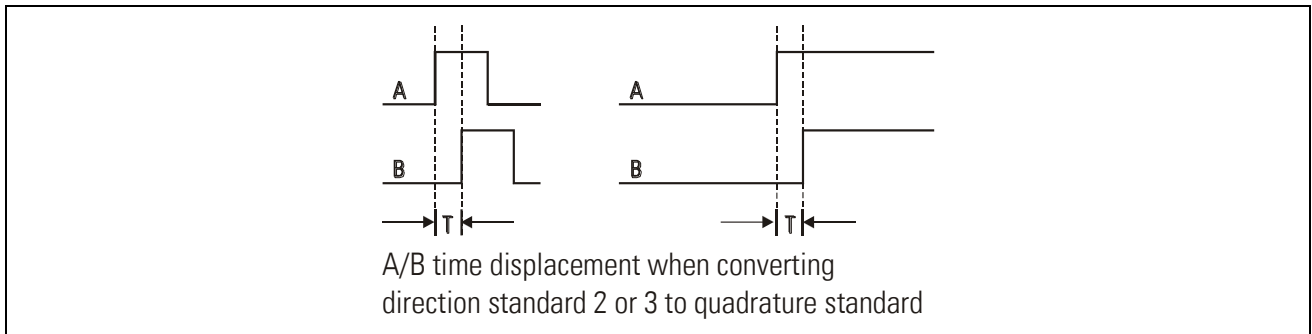 A A
B B
T T
A/B time displacement when converting
direction standard 2 or 3 to quadrature standard